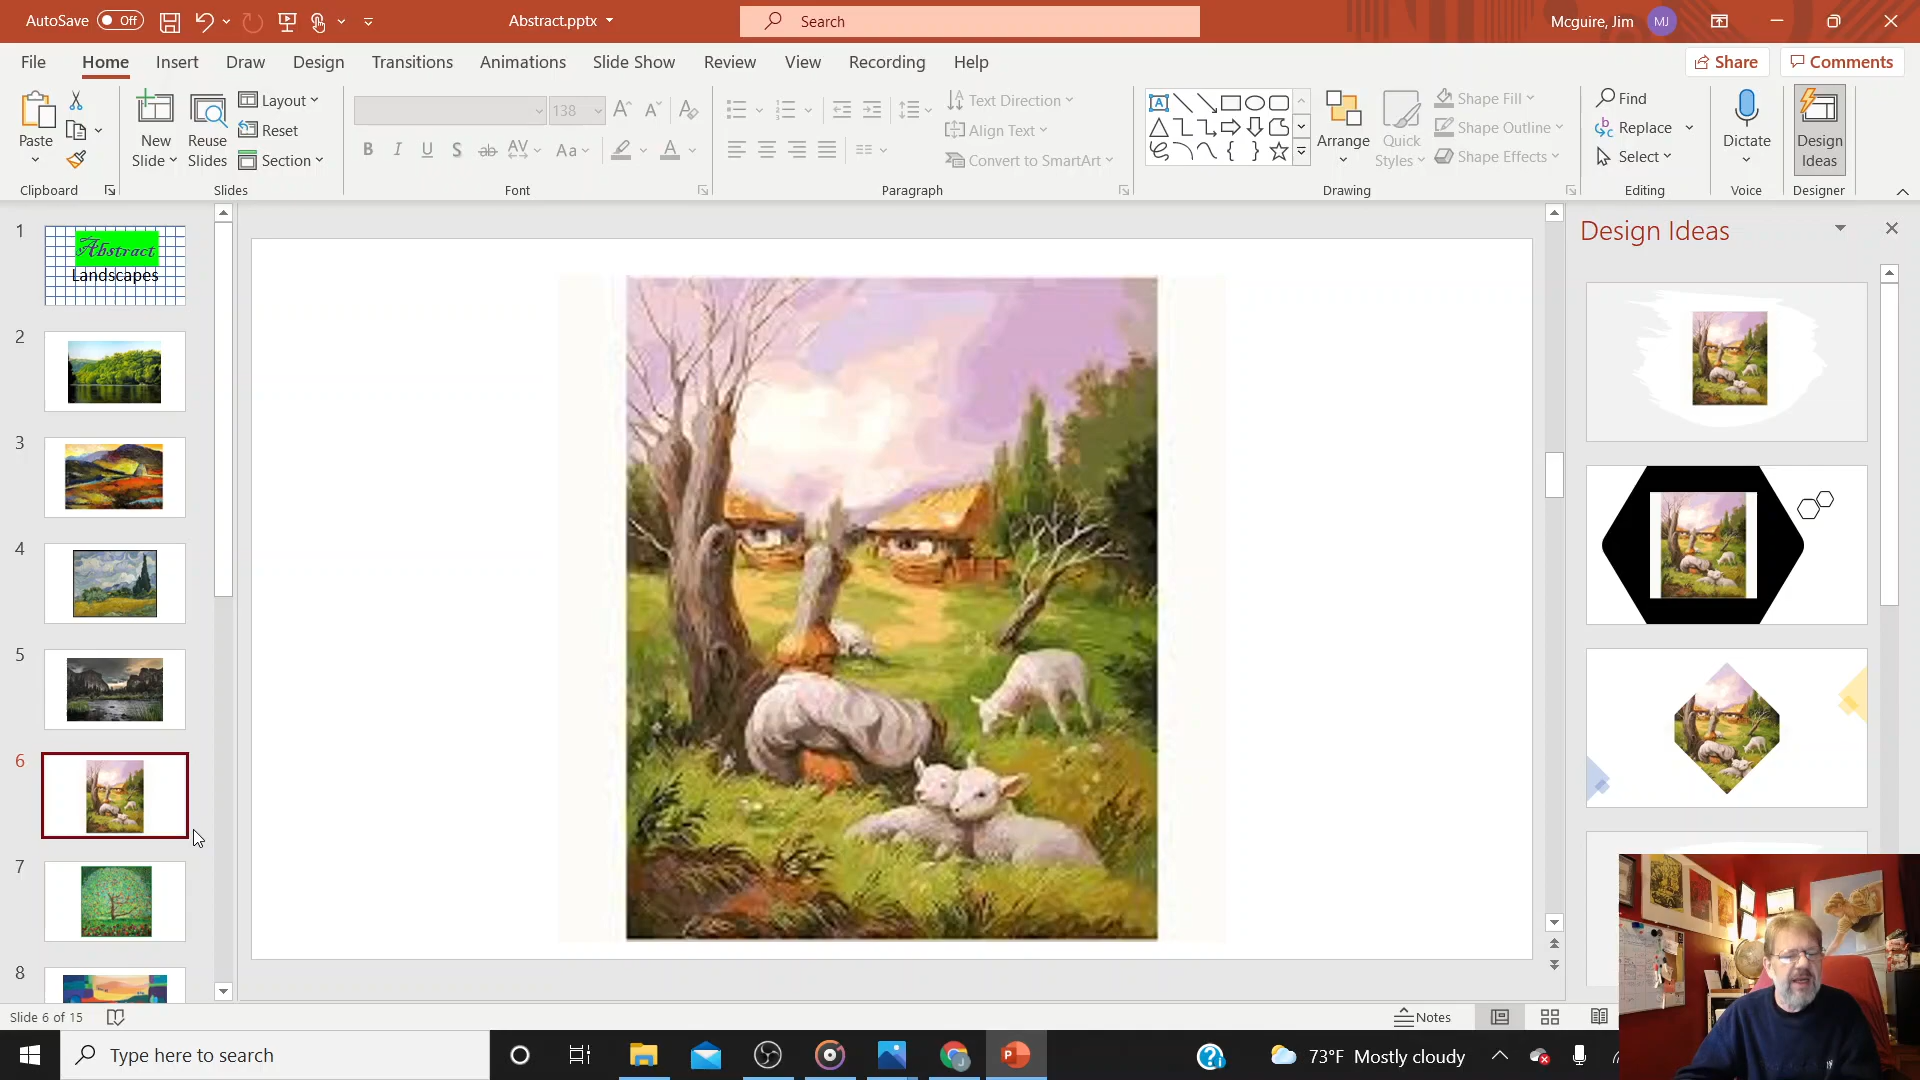 AutoSave Off
Abstract.pptx
Search
Mcguire, Jim MJ
File Home Insert Draw Design Transitions Animations Slide Show Review View Recording Help
Share Comments
Paste
New Slide
Reuse Slides
Layout
Reset
Section
138
B I U S ab AV Aa A
Text Direction
Align Text
Convert to SmartArt
Arrange
Quick Styles
Shape Fill
Shape Outline
Shape Effects
Find
Replace
Select
Dictate
Design Ideas
Clipboard Slides Font Paragraph Drawing Editing Voice Designer
1
Abstract
Landscapes
2
3
4
5
6
7
8
Design Ideas
Slide 6 of 15
Notes
Type here to search
73°F Mostly cloudy